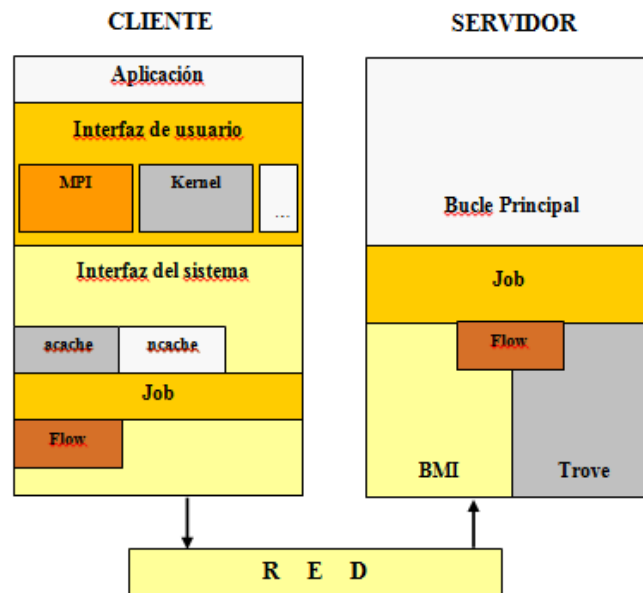 CLIENTE
Aplicación
Interfaz de usuario
MPI
Kernel
...
Interfaz del sistema
acache
ncache
Job
Flow
SERVIDOR
Bucle Principal
Job
Flow
BMI
Trove
R E D